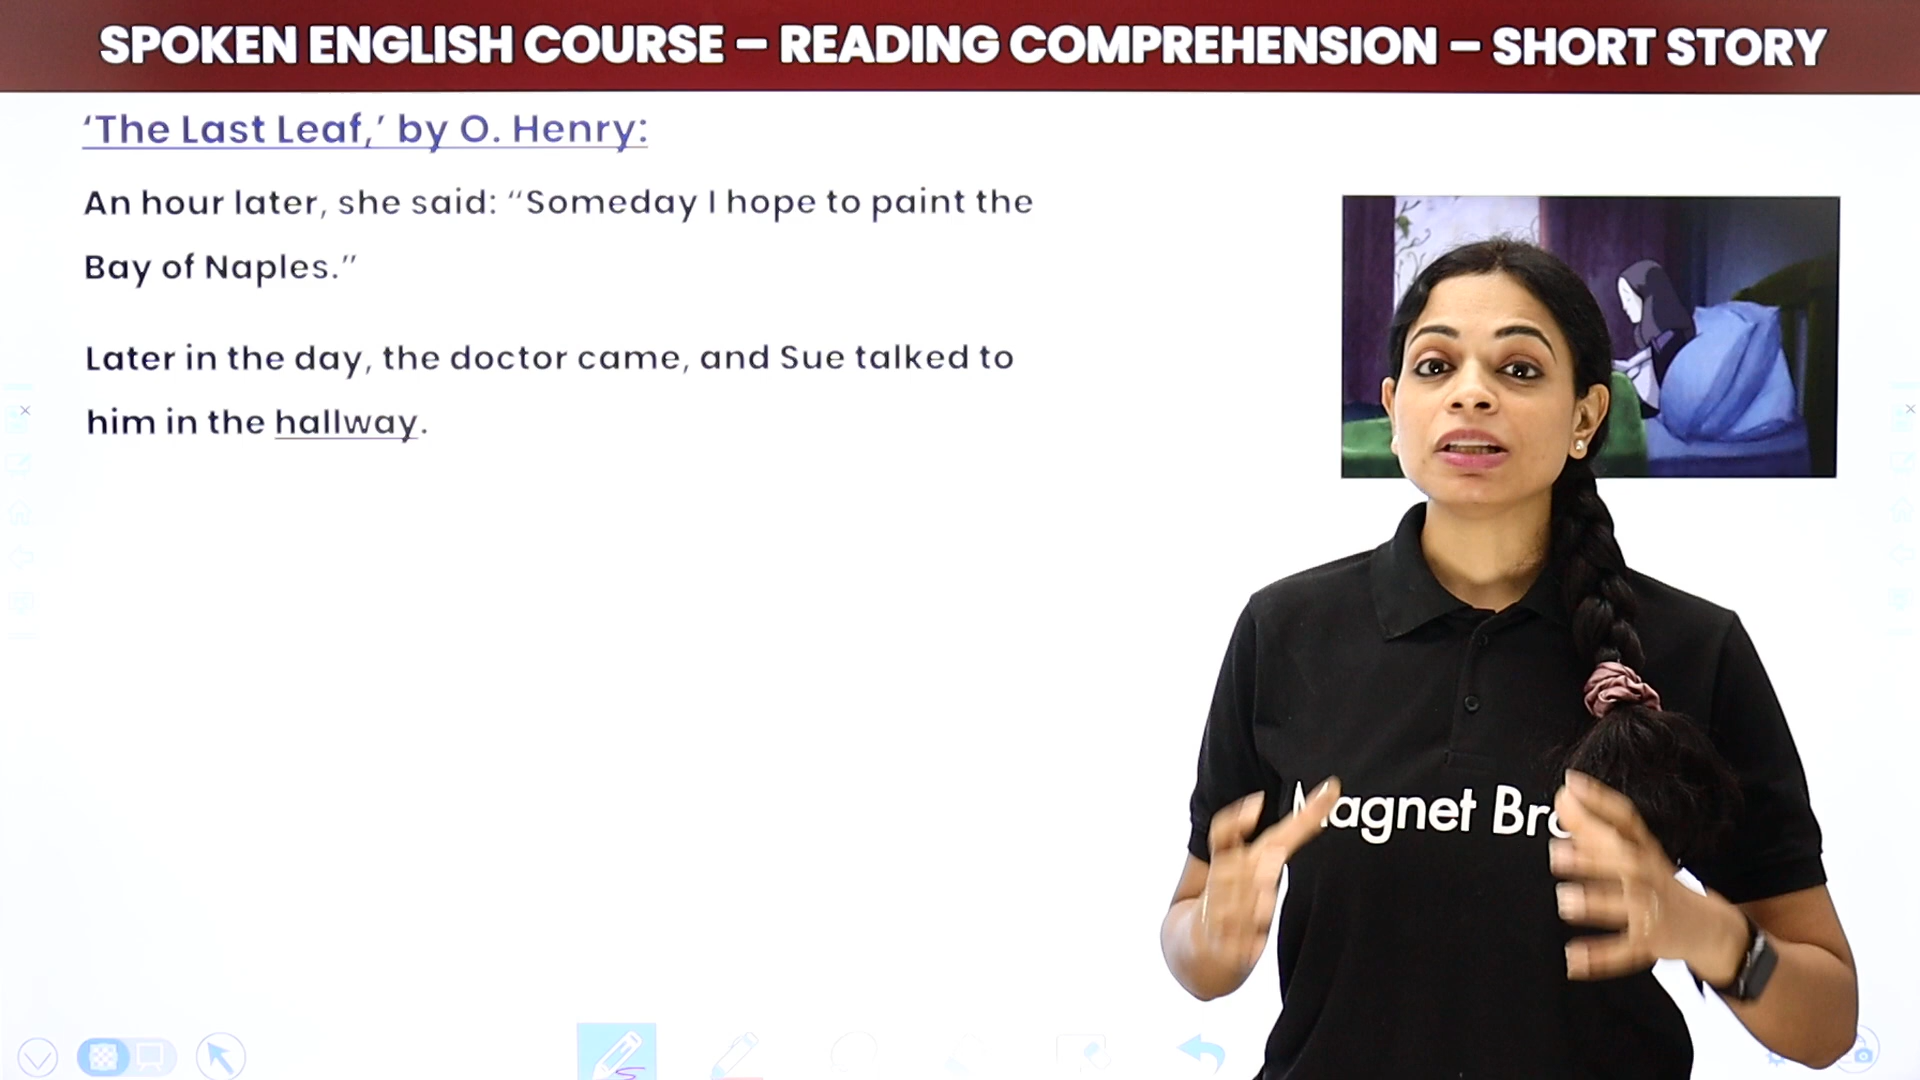 SPOKEN ENGLISH COURSE – READING COMPREHENSION – SHORT STORY
‘The Last Leaf,’ by O. Henry:
An hour later, she said: “Someday I hope to paint the
Bay of Naples.”
Later in the day, the doctor came, and Sue talked to
him in the hallway.
Magnet Bro